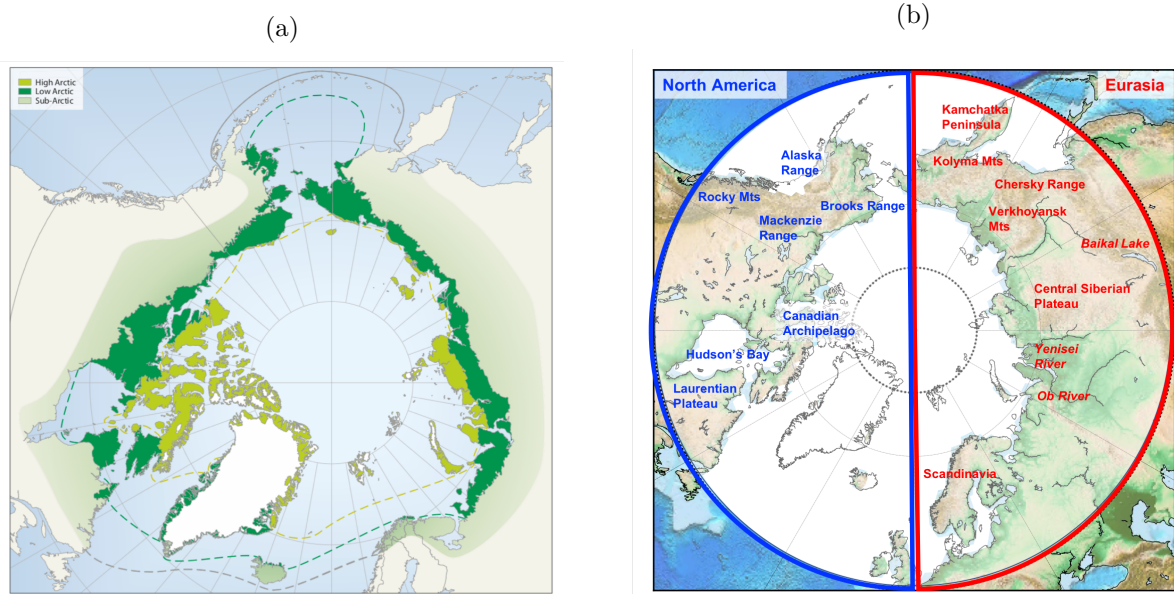 (a)
High Arctic
Low Arctic
Sub-Arctic
(b)
North America
Eurasia
Kamchatka
Peninsula
Alaska
Range
Kolyma Mts
Chersky Range
Rocky Mts
Brooks Range
Verkhoyansk
Mts
Mackenzie
Range
Baikal Lake
Central Siberian
Plateau
Canadian
Archipelago
Hudson's Bay
Yenisei
River
Laurentian
Plateau
Ob River
Scandinavia